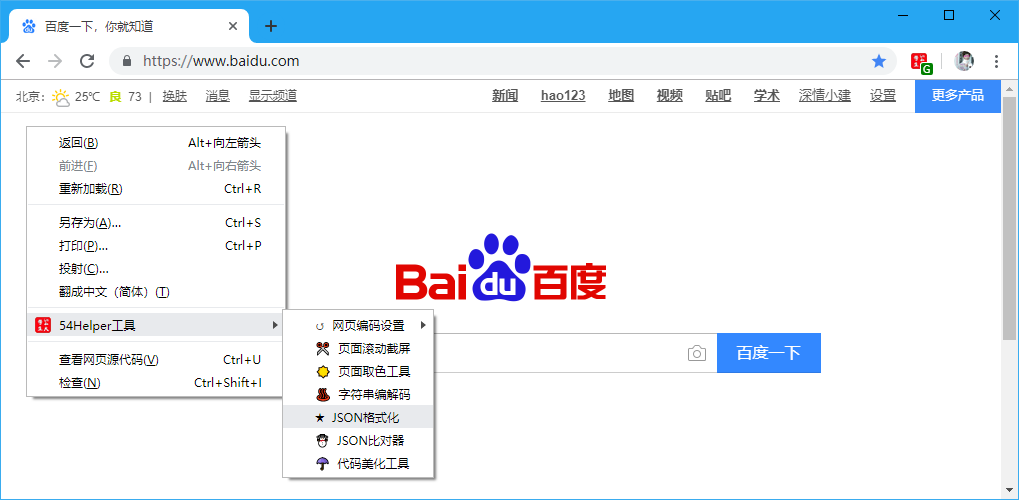 百度一下，你就知道
https://www.baidu.com
G
北京: 25℃ 良 73 | 换肤 消息 显示频道 新闻 hao123 地图 视频 贴吧 学术 深情小建 设置 更多产品
返回(B) Alt+向左箭头
前进(F) Alt+向右箭头
重新加载(R) Ctrl+R
另存为(A)... Ctrl+S
打印(P)... Ctrl+P
投射(C)...
翻成中文（简体）(T)
54Helper工具
查看网页源代码(V) Ctrl+U
检查(N) Ctrl+Shift+I
网页编码设置
页面滚动截屏
页面取色工具
字符串编解码
JSON格式化
JSON比对器
代码美化工具
Baidu百度
百度一下